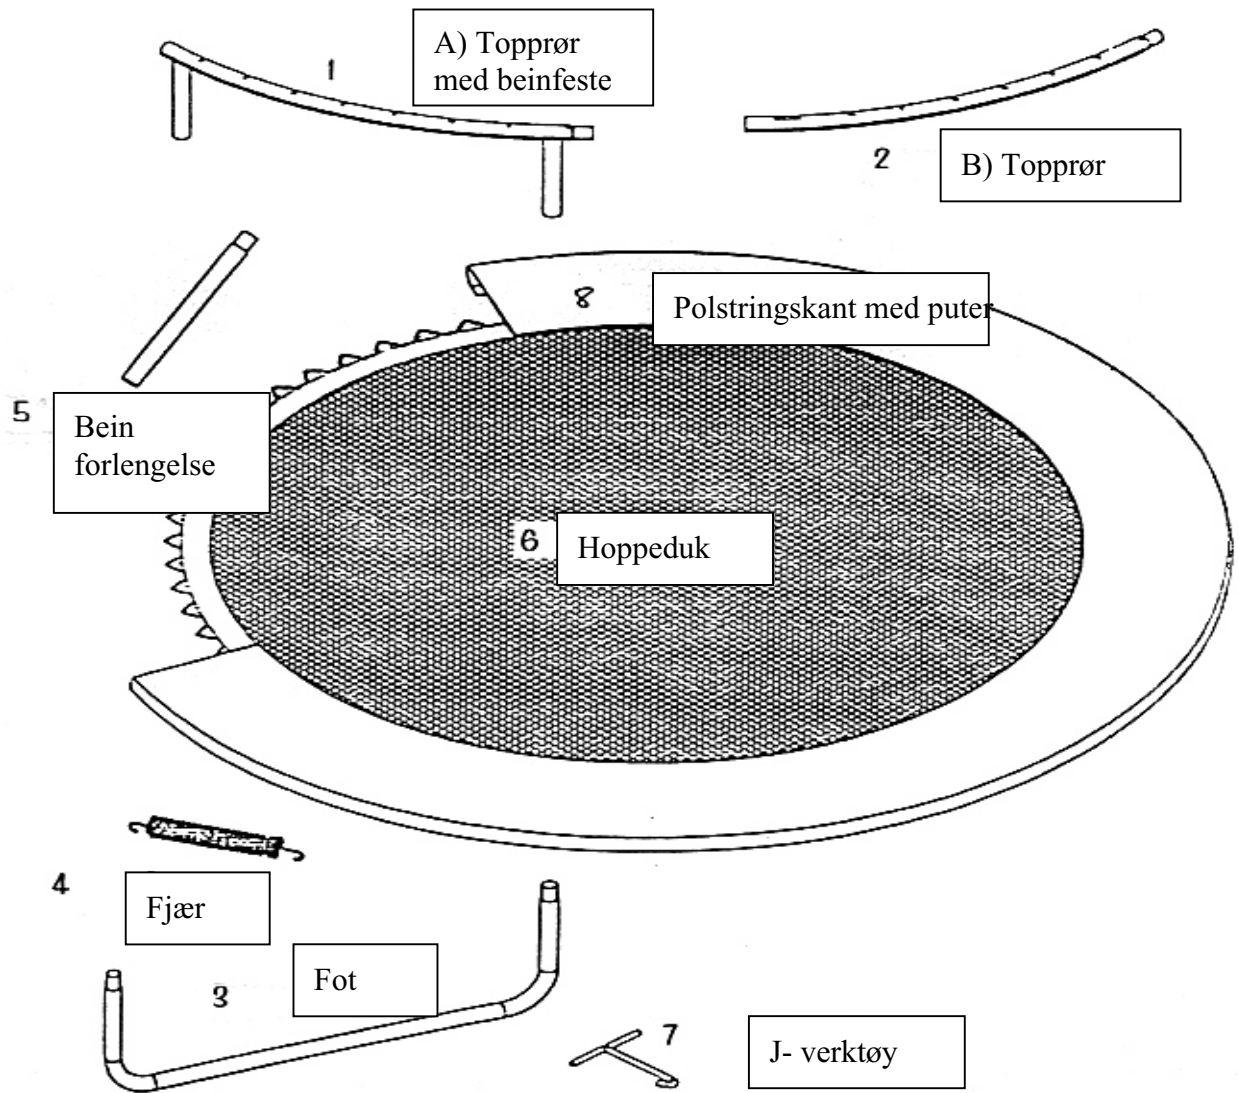 1
A) Topprør
med beinfeste
2
B) Topprør
8
Polstringskant med puter
5
Bein
forlengelse
6
Hoppeduk
4
Fjær
3
Fot
7
J- verktøy